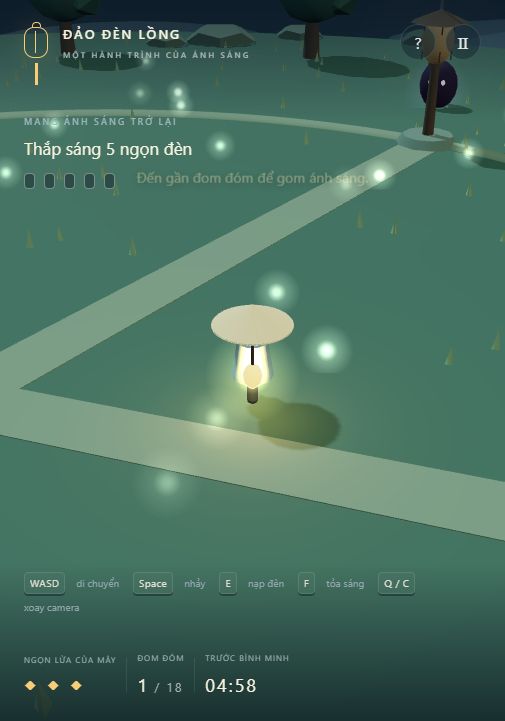 ĐẢO ĐÈN LỒNG
MỘT HÀNH TRÌNH CỦA ÁNH SÁNG
?
II
MANG ÁNH SÁNG TRỞ LẠI
Thắp sáng 5 ngọn đèn
Đến gần đom đóm để gom ánh sáng.
WASD di chuyển Space nhảy E nạp đèn F tỏa sáng Q / C
xoay camera
NGỌN LỬA CỦA MÂY ĐOM ĐÓM TRƯỚC BÌNH MINH
1 / 18 04:58